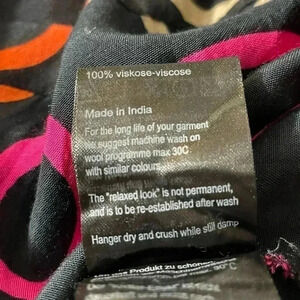 100% viskose-viscose
Made in India
For the long life of your garment
We suggest machine wash on
wool programme max 30C
with similar colours
The "relaxed look" is not permanent,
and is to be re-established after wash
Hanger dry and crush while still damp
Produkt zu